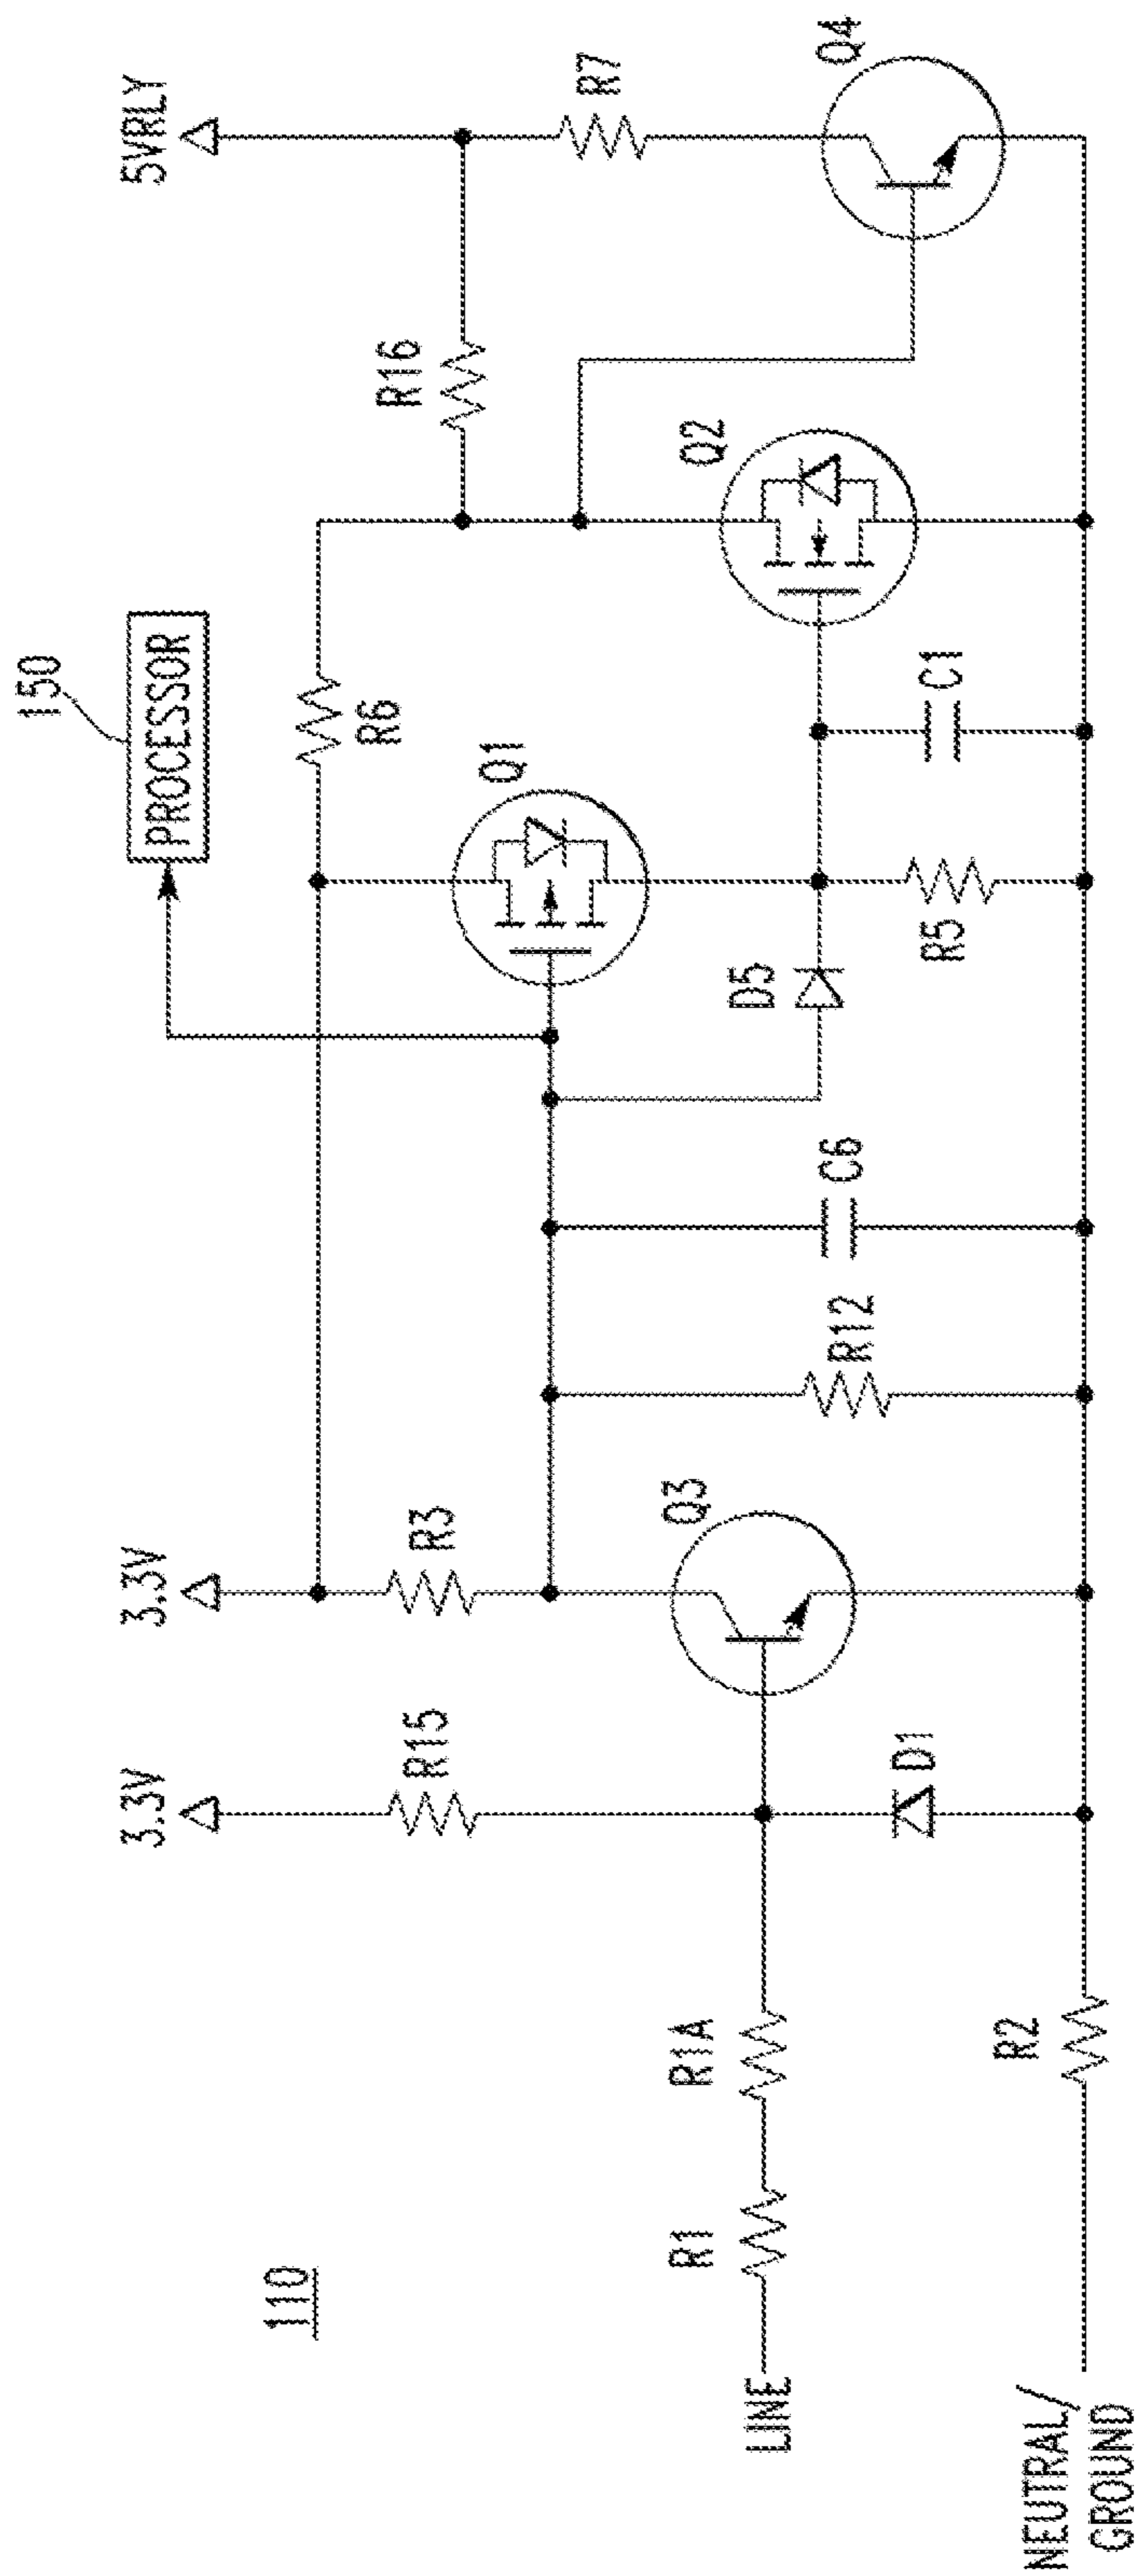 110
LINE
NEUTRAL/
GROUND
R1
R1A
R2
3.3V
R15
D1
3.3V
R3
Q3
R12
C6
D5
R5
Q1
150
PROCESSOR
R6
C1
Q2
R16
5VRLY
R7
Q4